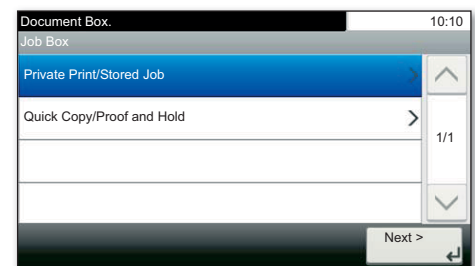 Document Box.
10:10
Job Box
Private Print/Stored Job
Quick Copy/Proof and Hold
1/1
Next >